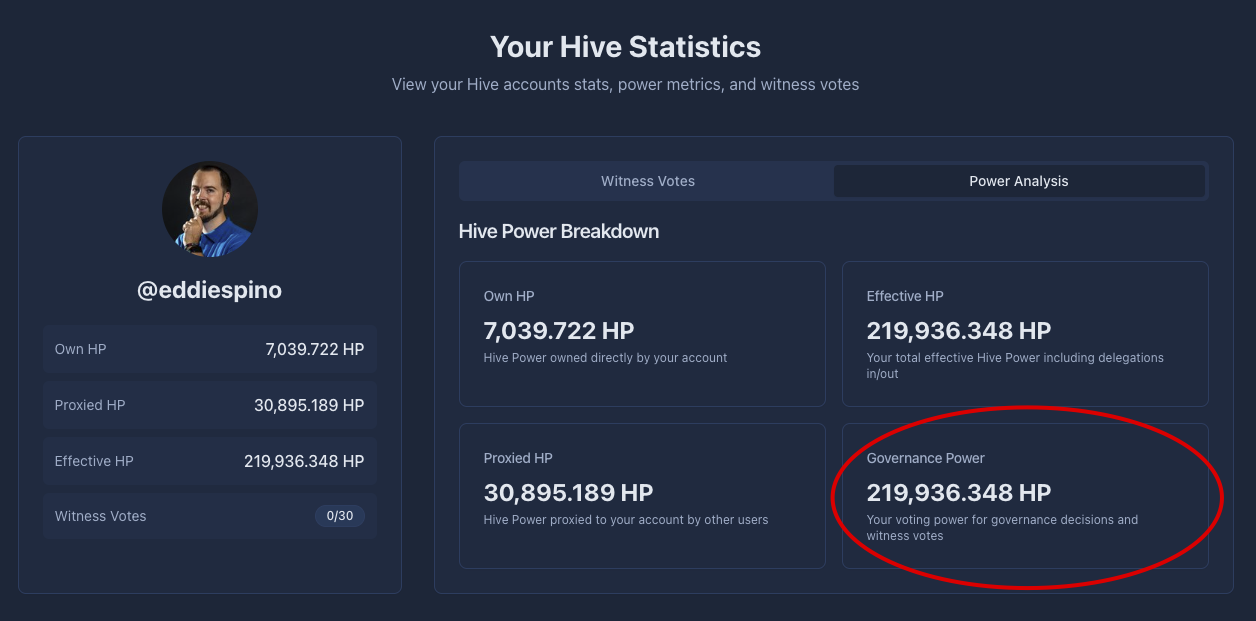 Your Hive Statistics
View your Hive accounts stats, power metrics, and witness votes
@eddiespino
Own HP 7,039.722 HP
Proxied HP 30,895.189 HP
Effective HP 219,936.348 HP
Witness Votes 0/30
Witness Votes Power Analysis
Hive Power Breakdown
Own HP
7,039.722 HP
Hive Power owned directly by your account
Effective HP
219,936.348 HP
Your total effective Hive Power including delegations
in/out
Proxied HP
30,895.189 HP
Hive Power proxied to your account by other users
Governance Power
219,936.348 HP
Your voting power for governance decisions and
witness votes